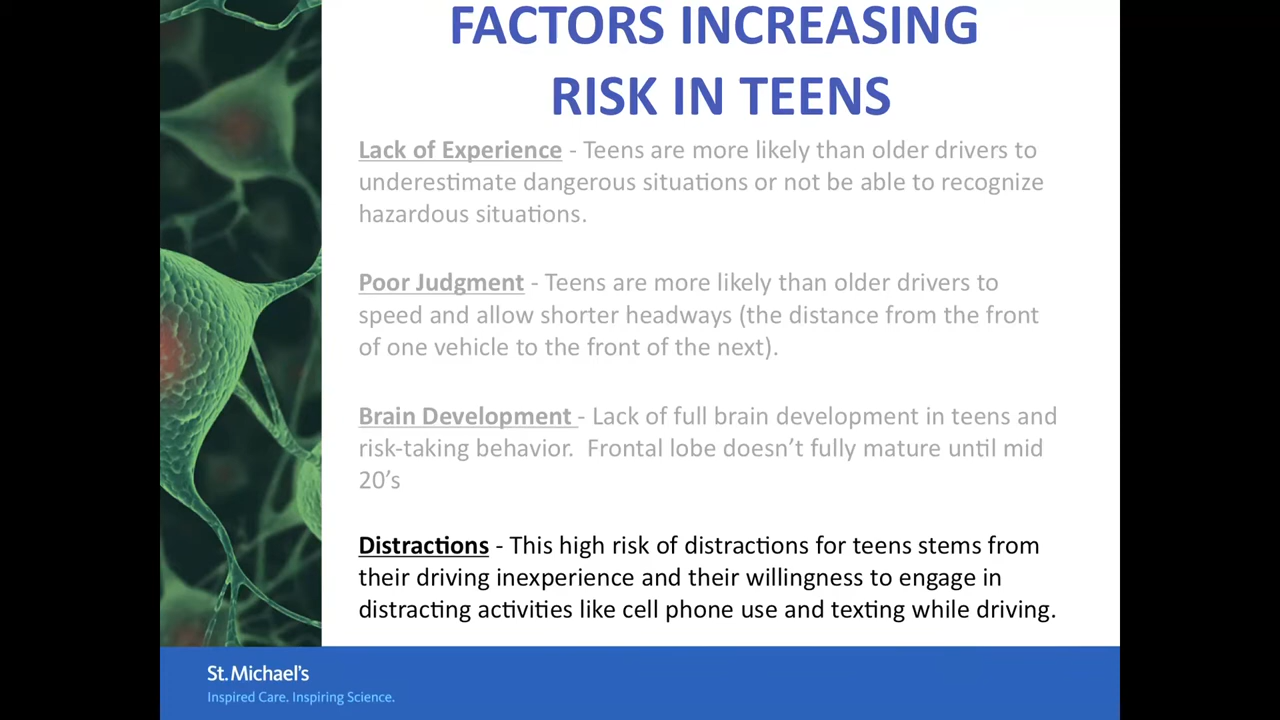 FACTORS INCREASING
RISK IN TEENS
Lack of Experience - Teens are more likely than older drivers to
underestimate dangerous situations or not be able to recognize
hazardous situations.
Poor Judgment - Teens are more likely than older drivers to
speed and allow shorter headways (the distance from the front
of one vehicle to the front of the next).
Brain Development - Lack of full brain development in teens and
risk-taking behavior.  Frontal lobe doesn’t fully mature until mid
20’s
Distractions - This high risk of distractions for teens stems from
their driving inexperience and their willingness to engage in
distracting activities like cell phone use and texting while driving.
St. Michael’s
Inspired Care. Inspiring Science.